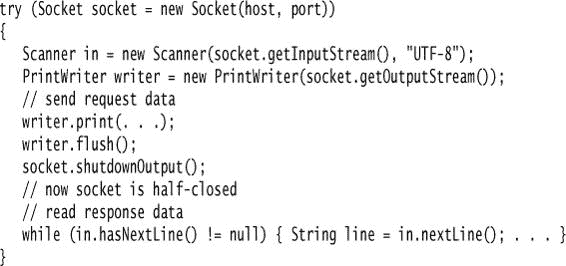 try (Socket socket = new Socket(host, port))
{
   Scanner in = new Scanner(socket.getInputStream(), "UTF-8");
   PrintWriter writer = new PrintWriter(socket.getOutputStream());
   // send request data
   writer.print(. . .);
   writer.flush();
   socket.shutdownOutput();
   // now socket is half-closed
   // read response data
   while (in.hasNextLine() != null) { String line = in.nextLine(); . . . }
}